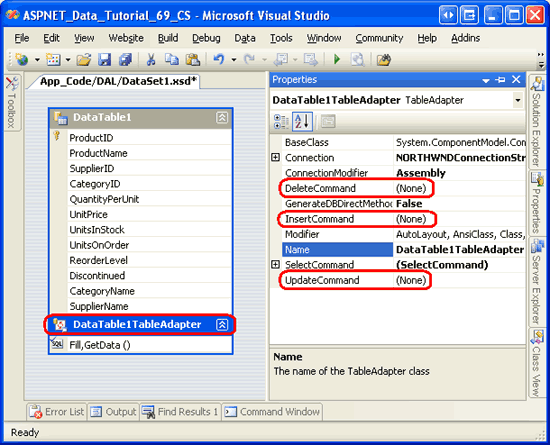 ASPNET_Data_Tutorial_69_CS - Microsoft Visual Studio
File Edit View Website Build Debug Data Tools Window Community Help Addins
Toolbox
App_Code/DAL/DataSet1.xsd*
DataTable1
ProductID
ProductName
SupplierID
CategoryID
QuantityPerUnit
UnitPrice
UnitsInStock
UnitsOnOrder
ReorderLevel
Discontinued
CategoryName
SupplierName
DataTable1TableAdapter
SQL Fill,GetData ()
Properties
DataTable1TableAdapter TableAdapter
BaseClass System.ComponentModel.Con
Connection NORTHWNDConnectionStr
ConnectionModifier Assembly
DeleteCommand (None)
GenerateDBDirectMetho False
InsertCommand (None)
Modifier AutoLayout, AnsiClass, Class,
Name DataTable1TableAdapter
SelectCommand (SelectCommand)
UpdateCommand (None)
Name
The name of the TableAdapter class
Solution Explorer
Properties
Server Explorer
Class View
Error List Output Find Results 1 Command Window
Ready